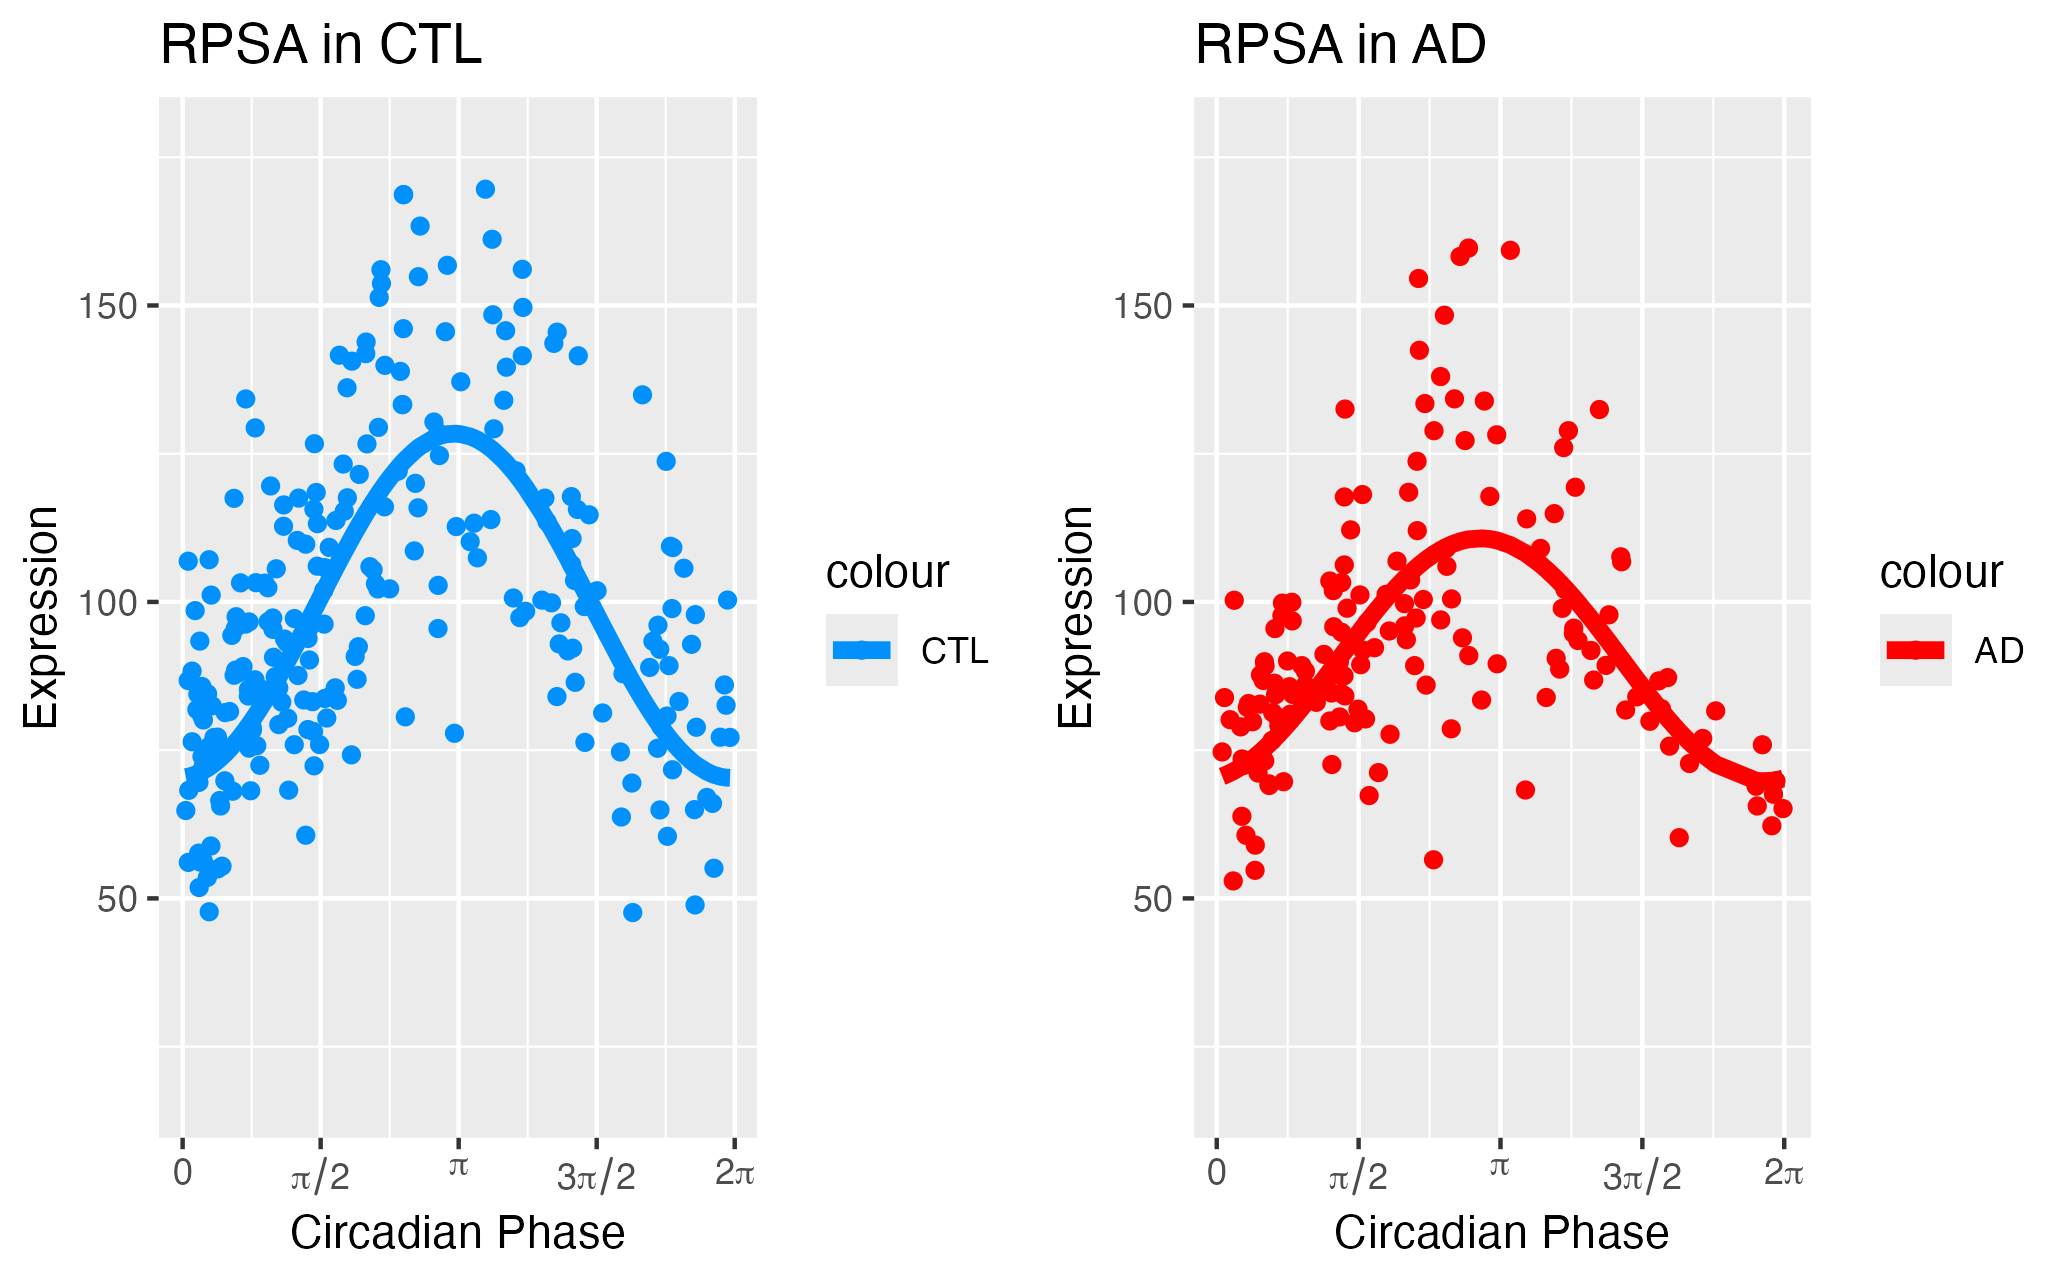 RPSA in CTL
Expression
150
100
50
0 π/2 π 3π/2 2π
Circadian Phase
colour
CTL
RPSA in AD
Expression
150
100
50
0 π/2 π 3π/2 2π
Circadian Phase
colour
AD